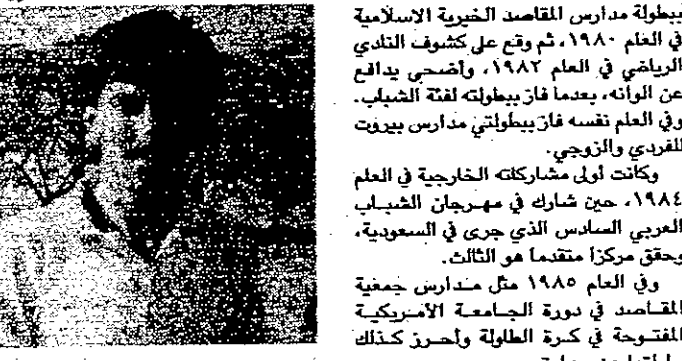 ببطولة مدارس المقاصد الخيرية الاسلامية
في العام ١٩٨٠، ثم وقع على كشوف النادي
الرياضي في العام ١٩٨٢، وأضحى يدافع
عن الوانه، بعدما فاز ببطولته لفئة الشباب.
وفي العام نفسه فاز ببطولتي مدارس بيروت
للفردي والزوجي.
وكانت أولى مشاركاته الخارجية في العام
١٩٨٤، حين شارك في مهرجان الشباب
العربي السادس الذي جرى في السعودية،
وحقق مركزاً متقدما هو الثالث.
وفي العام ١٩٨٥ مثل مدارس جمعية
المقاصد في دورة الجامعة الأمريكية
المفتوحة في كرة الطاولة وأحرز كذلك